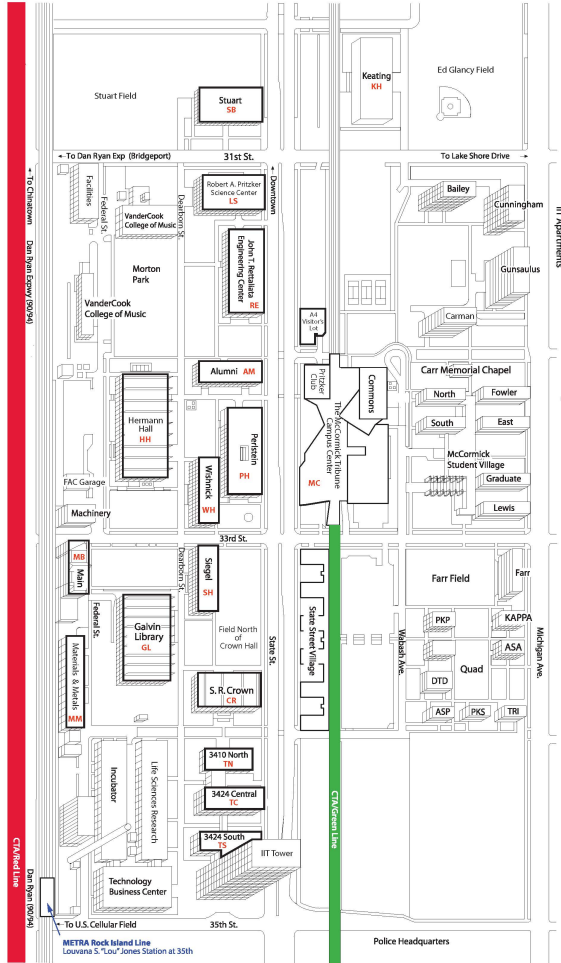 Ed Glancy Field
Keating
KH
Stuart Field
Stuart
SB
To Dan Ryan Exp (Bridgeport)
31st St.
To Lake Shore Drive
To Chinatown
Dan Ryan Expwy (90/94)
Facilities
Federal St.
VanderCook
College of Music
Dearborn St.
Robert A. Pritzker
Science Center
LS
Downtown
Bailey
Cunningham
IIT Apartments
John T. Rettaliata
Engineering Center
RE
Morton
Park
VanderCook
College of Music
Gunsaulus
A4
Visitor's
Lot
Carman
Alumni AM
Pritzker
Club
Commons
Carr Memorial Chapel
North
Fowler
Hermann
Hall
HH
Perlstein
PH
The McCormick Tribune
Campus Center
MC
South
East
McCormick
Student Village
Wishnick
WH
FAC Garage
Graduate
Machinery
Lewis
33rd St.
MB
Main
Dearborn St.
Siegel
SH
Farr Field
Farr
Federal St.
Galvin
Library
GL
Field North
of
Crown Hall
State St.
State Street Village
Wabash Ave.
PKP
KAPPA
Michigan Ave.
ASA
Quad
DTD
Materials & Metals
MM
S. R. Crown
CR
ASP
PKS
TRI
3410 North
TN
Incubator
Life Sciences Research
3424 Central
TC
CTA/Green Line
3424 South
TS
IIT Tower
CTA/Red Line
Dan Ryan (90/94)
Technology
Business Center
To U.S. Cellular Field
35th St.
METRA Rock Island Line
Louvana S. "Lou" Jones Station at 35th
Police Headquarters